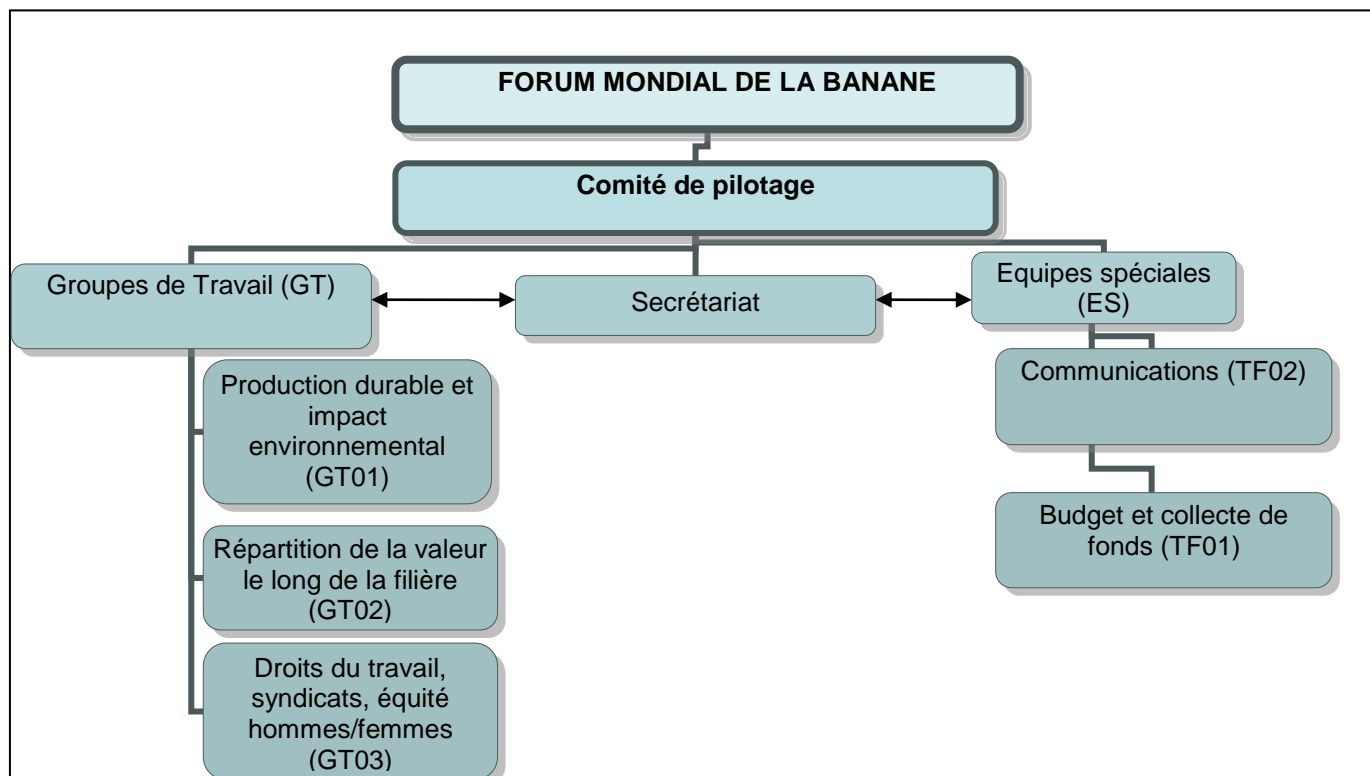 FORUM MONDIAL DE LA BANANE
Comité de pilotage
Groupes de Travail (GT)
Secrétariat
Equipes spéciales
(ES)
Production durable et
impact
environnemental
(GT01)
Répartition de la valeur
le long de la filière
(GT02)
Droits du travail,
syndicats, équité
hommes/femmes
(GT03)
Communications (TF02)
Budget et collecte de
fonds (TF01)